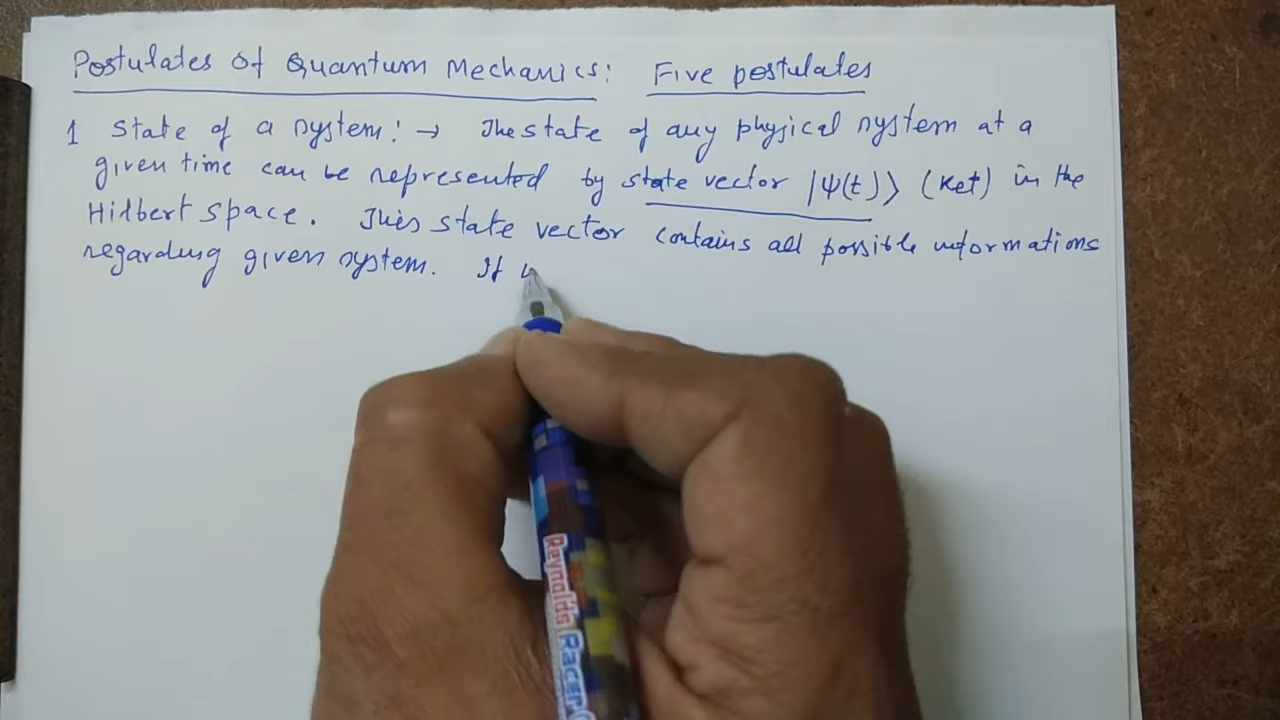 Postulates of Quantum Mechanics: Five postulates
1 State of a system: → The state of any physical system at a
given time can be represented by state vector |Ψ(t)⟩ (Ket) in the
Hilbert space. This state vector contains all possible informations
regarding given system. If
Reynolds Racer